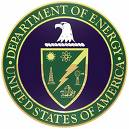 DEPARTMENT OF ENERGY
UNITED STATES OF AMERICA